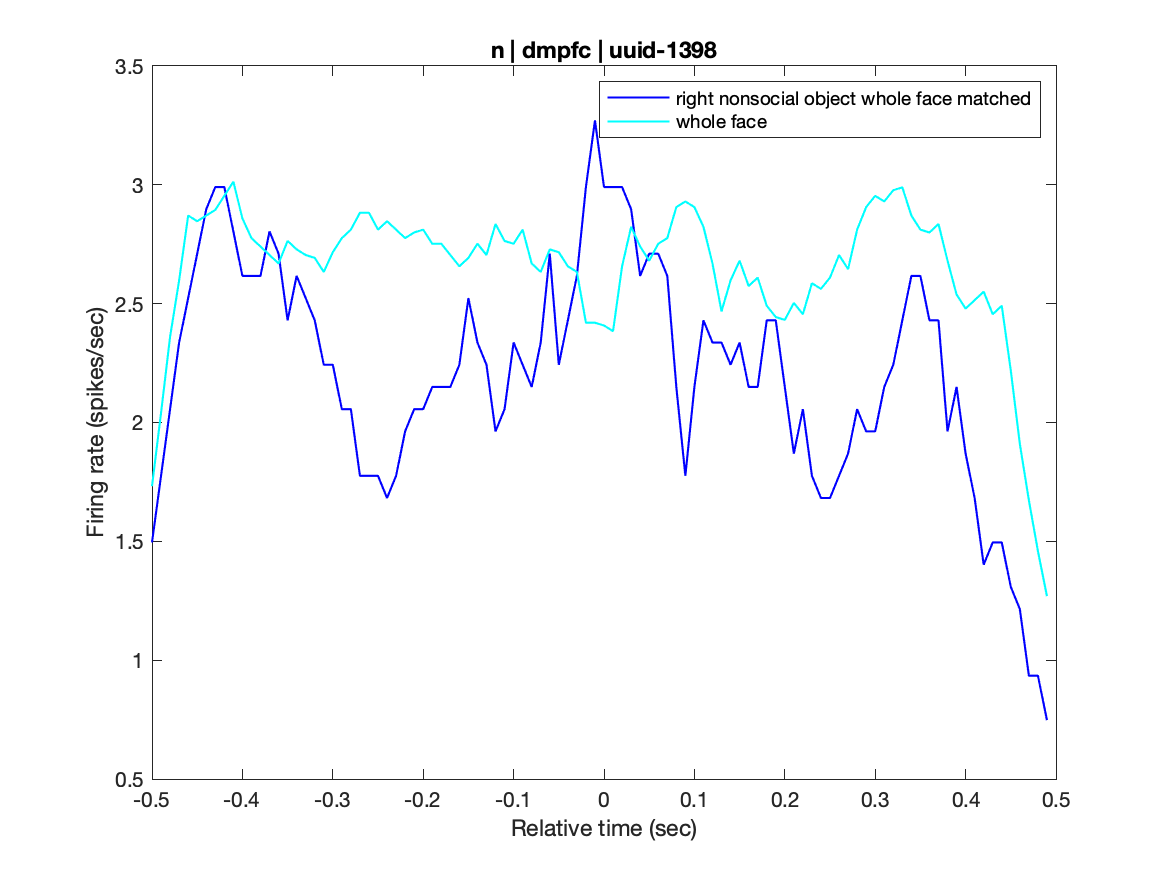 n | dmpfc | uuid-1398
3.5
right nonsocial object whole face matched
whole face
3
2.5
2
1.5
1
0.5
Firing rate (spikes/sec)
-0.5 -0.4 -0.3 -0.2 -0.1 0 0.1 0.2 0.3 0.4 0.5
Relative time (sec)